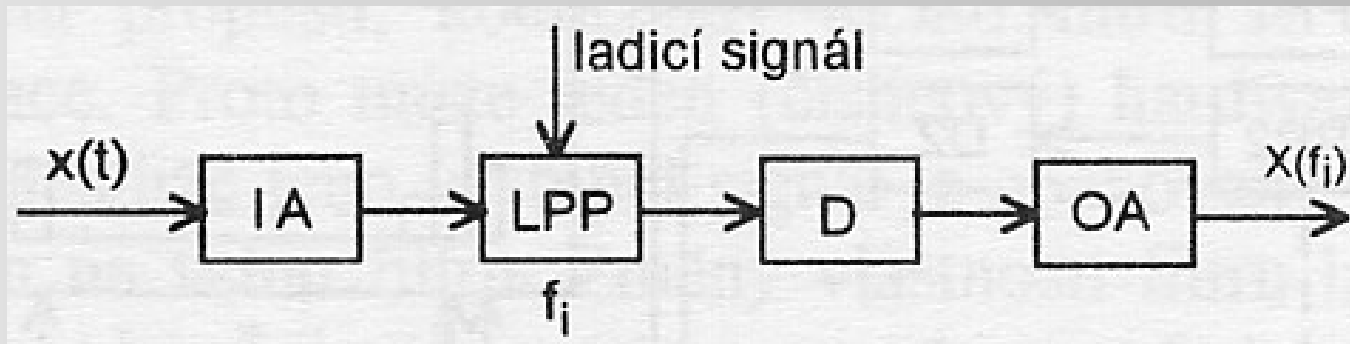 ladicí signál
x(t)
IA
LPP
D
OA
X(fi)
fi